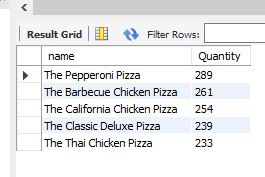 Result Grid Filter Rows:
name Quantity
The Pepperoni Pizza 289
The Barbecue Chicken Pizza 261
The California Chicken Pizza 254
The Classic Deluxe Pizza 239
The Thai Chicken Pizza 233